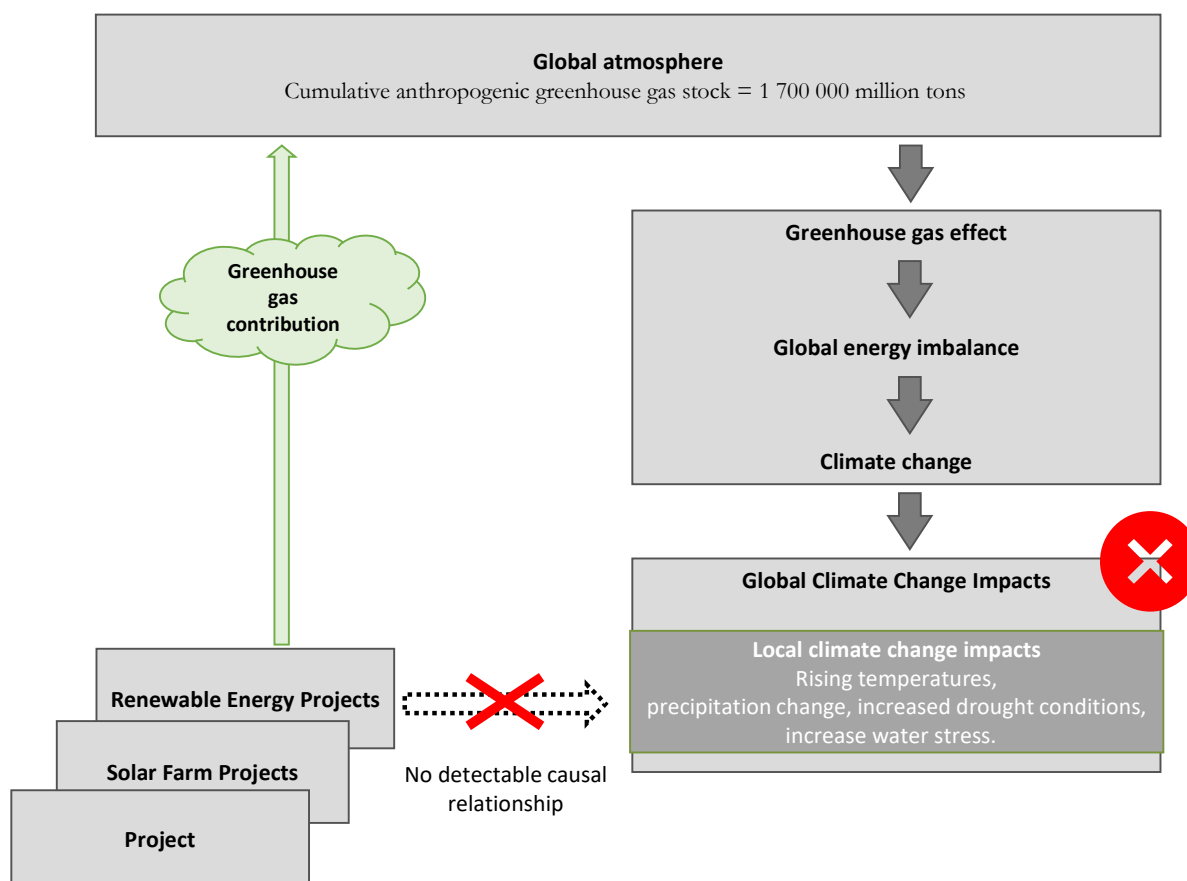 Global atmosphere
Cumulative anthropogenic greenhouse gas stock = 1 700 000 million tons
Greenhouse
gas
contribution
Greenhouse gas effect
Global energy imbalance
Climate change
Global Climate Change Impacts
Local climate change impacts
Rising temperatures,
precipitation change, increased drought conditions,
increase water stress.
Renewable Energy Projects
Solar Farm Projects
Project
No detectable causal
relationship